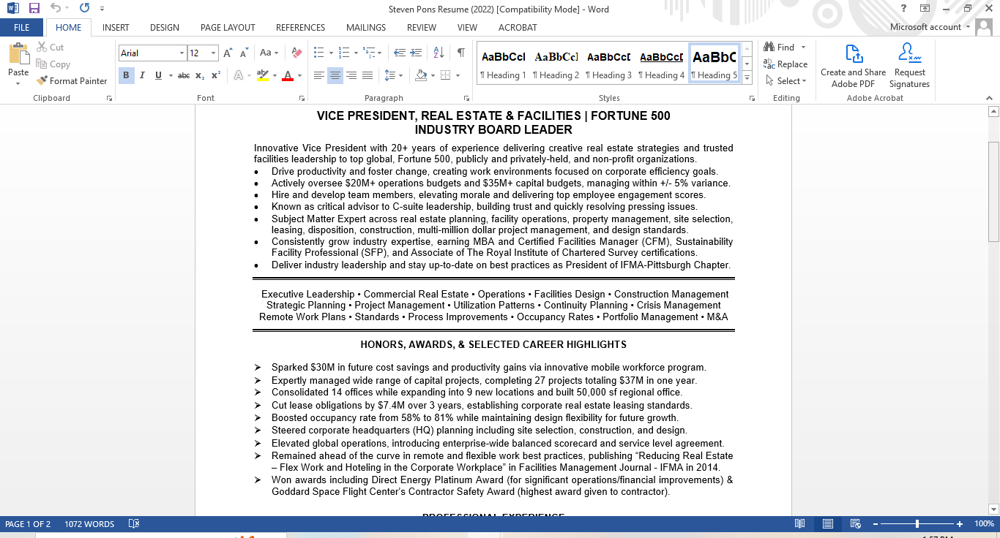 Steven Pons Resume (2022) [Compatibility Mode] - Word
?
FILE HOME INSERT DESIGN PAGE LAYOUT REFERENCES MAILINGS REVIEW VIEW ACROBAT Microsoft account
Paste
Cut
Copy
Format Painter
Clipboard
Arial 12 A A Aa
B I U abc x₂ x² A ab A
Font
A Z ¶
Paragraph
AaBbCcI AaBbCcI AaBbCcI AaBbCcI AaBbC
¶ Heading 1 ¶ Heading 2 ¶ Heading 3 ¶ Heading 4 ¶ Heading 5
Styles
Find
Replace
Select
Editing
Create and Share
Adobe PDF
Request
Signatures
Adobe Acrobat
VICE PRESIDENT, REAL ESTATE & FACILITIES | FORTUNE 500
INDUSTRY BOARD LEADER
Innovative Vice President with 20+ years of experience delivering creative real estate strategies and trusted
facilities leadership to top global, Fortune 500, publicly and privately-held, and non-profit organizations.
• Drive productivity and foster change, creating work environments focused on corporate efficiency goals.
• Actively oversee $20M+ operations budgets and $35M+ capital budgets, managing within +/- 5% variance.
• Hire and develop team members, elevating morale and delivering top employee engagement scores.
• Known as critical advisor to C-suite leadership, building trust and quickly resolving pressing issues.
• Subject Matter Expert across real estate planning, facility operations, property management, site selection,
leasing, disposition, construction, multi-million dollar project management, and design standards.
• Consistently grow industry expertise, earning MBA and Certified Facilities Manager (CFM), Sustainability
Facility Professional (SFP), and Associate of The Royal Institute of Chartered Survey certifications.
• Deliver industry leadership and stay up-to-date on best practices as President of IFMA-Pittsburgh Chapter.
Executive Leadership • Commercial Real Estate • Operations • Facilities Design • Construction Management
Strategic Planning • Project Management • Utilization Patterns • Continuity Planning • Crisis Management
Remote Work Plans • Standards • Process Improvements • Occupancy Rates • Portfolio Management • M&A
HONORS, AWARDS, & SELECTED CAREER HIGHLIGHTS
➢ Sparked $30M in future cost savings and productivity gains via innovative mobile workforce program.
➢ Expertly managed wide range of capital projects, completing 27 projects totaling $37M in one year.
➢ Consolidated 14 offices while expanding into 9 new locations and built 50,000 sf regional office.
➢ Cut lease obligations by $7.4M over 3 years, establishing corporate real estate leasing standards.
➢ Boosted occupancy rate from 58% to 81% while maintaining design flexibility for future growth.
➢ Steered corporate headquarters (HQ) planning including site selection, construction, and design.
➢ Elevated global operations, introducing enterprise-wide balanced scorecard and service level agreement.
➢ Remained ahead of the curve in remote and flexible work best practices, publishing “Reducing Real Estate
– Flex Work and Hoteling in the Corporate Workplace” in Facilities Management Journal - IFMA in 2014.
➢ Won awards including Direct Energy Platinum Award (for significant operations/financial improvements) &
Goddard Space Flight Center’s Contractor Safety Award (highest award given to contractor).
PROFESSIONAL EXPERIENCE
PAGE 1 OF 2 1072 WORDS 100%
1:57 PM